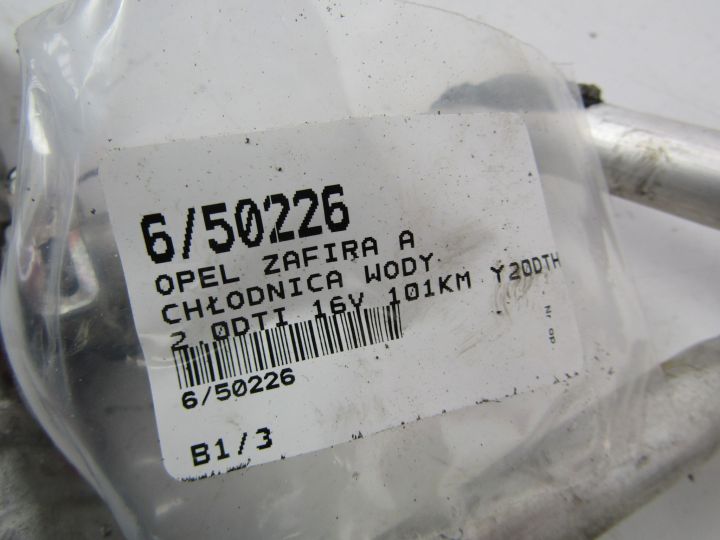 6/50226
OPEL ZAFIRA A
CHŁODNICA WODY
2.0DTI 16V 101KM Y20DTH
6/50226
B1/3